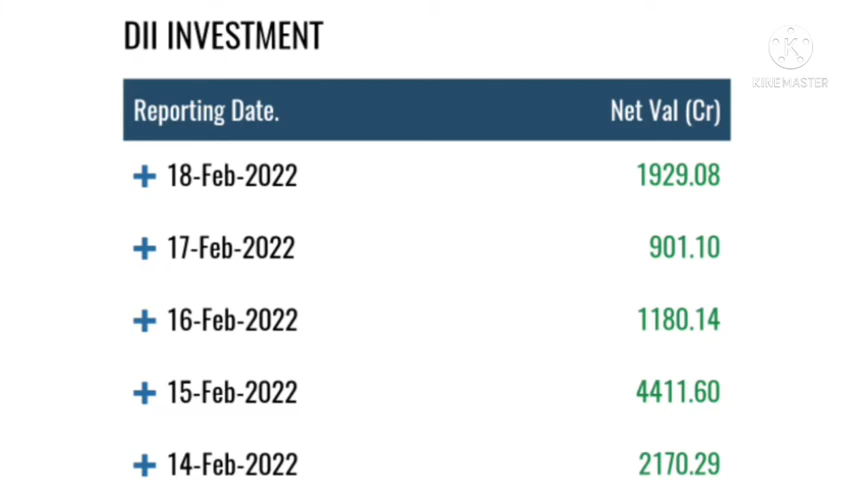 DII INVESTMENT
K
KINEMASTER
Reporting Date. Net Val (Cr)
+ 18-Feb-2022 1929.08
+ 17-Feb-2022 901.10
+ 16-Feb-2022 1180.14
+ 15-Feb-2022 4411.60
+ 14-Feb-2022 2170.29